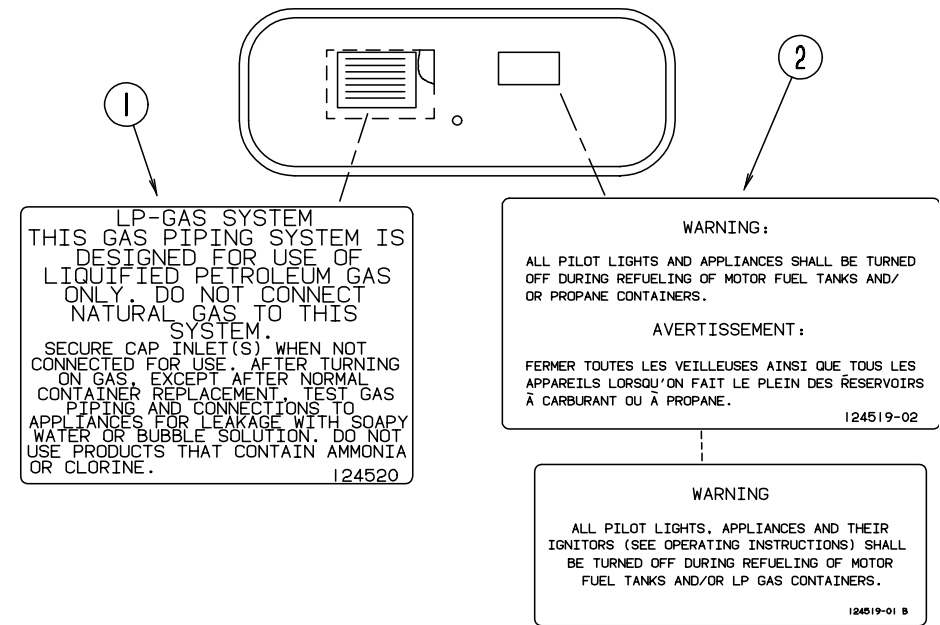 1
2
LP-GAS SYSTEM
THIS GAS PIPING SYSTEM IS
DESIGNED FOR USE OF
LIQUIFIED PETROLEUM GAS
ONLY. DO NOT CONNECT
NATURAL GAS TO THIS
SYSTEM.
SECURE CAP INLET(S) WHEN NOT
CONNECTED FOR USE. AFTER TURNING
ON GAS, EXCEPT AFTER NORMAL
CONTAINER REPLACEMENT, TEST GAS
PIPING AND CONNECTIONS TO
APPLIANCES FOR LEAKAGE WITH SOAPY
WATER OR BUBBLE SOLUTION. DO NOT
USE PRODUCTS THAT CONTAIN AMMONIA
OR CLORINE.
124520
WARNING:
ALL PILOT LIGHTS AND APPLIANCES SHALL BE TURNED
OFF DURING REFUELING OF MOTOR FUEL TANKS AND/
OR PROPANE CONTAINERS.
AVERTISSEMENT:
FERMER TOUTES LES VEILLEUSES AINSI QUE TOUS LES
APPAREILS LORSQU'ON FAIT LE PLEIN DES RESERVOIRS
À CARBURANT OU À PROPANE.
124519-02
WARNING
ALL PILOT LIGHTS, APPLIANCES AND THEIR
IGNITORS (SEE OPERATING INSTRUCTIONS) SHALL
BE TURNED OFF DURING REFUELING OF MOTOR
FUEL TANKS AND/OR LP GAS CONTAINERS.
124519-01 B